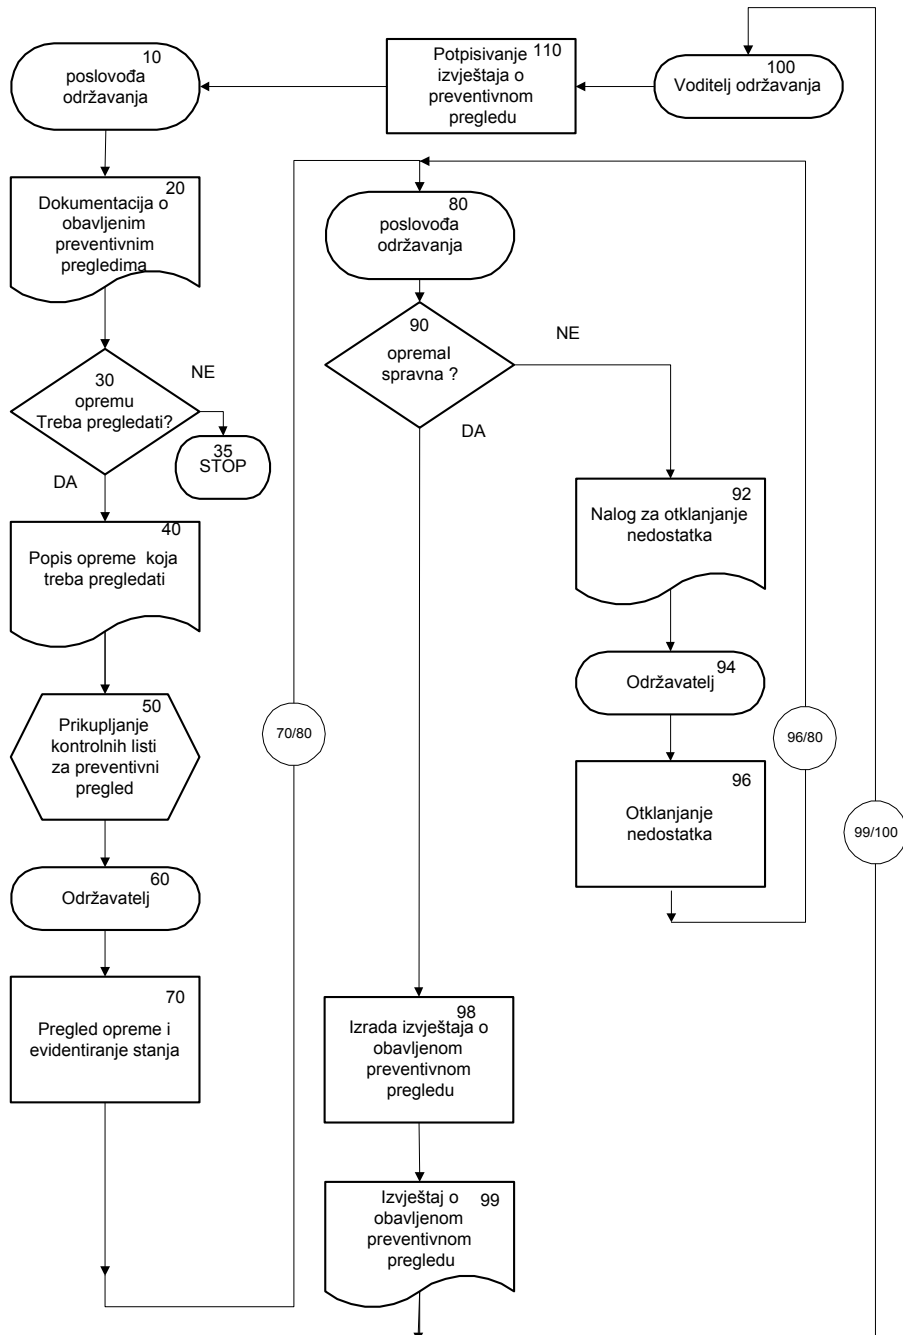 10
poslovođa
održavanja
110
Potpisivanje
izvještaja o
preventivnom
pregledu
100
Voditelj održavanja
20
Dokumentacija o
obavljenim
preventivnim
pregledima
30
opremu
Treba pregledati?
NE
35
STOP
DA
40
Popis opreme koja
treba pregledati
50
Prikupljanje
kontrolnih listi
za preventivni
pregled
60
Održavatelj
70
Pregled opreme i
evidentiranje stanja
70/80
80
poslovođa
održavanja
90
opremal
spravna ?
NE
DA
92
Nalog za otklanjanje
nedostatka
94
Održavatelj
96
Otklanjanje
nedostatka
96/80
98
Izrada izvještaja o
obavljenom
preventivnom
pregledu
99
Izvještaj o
obavljenom
preventivnom
pregledu
99/100